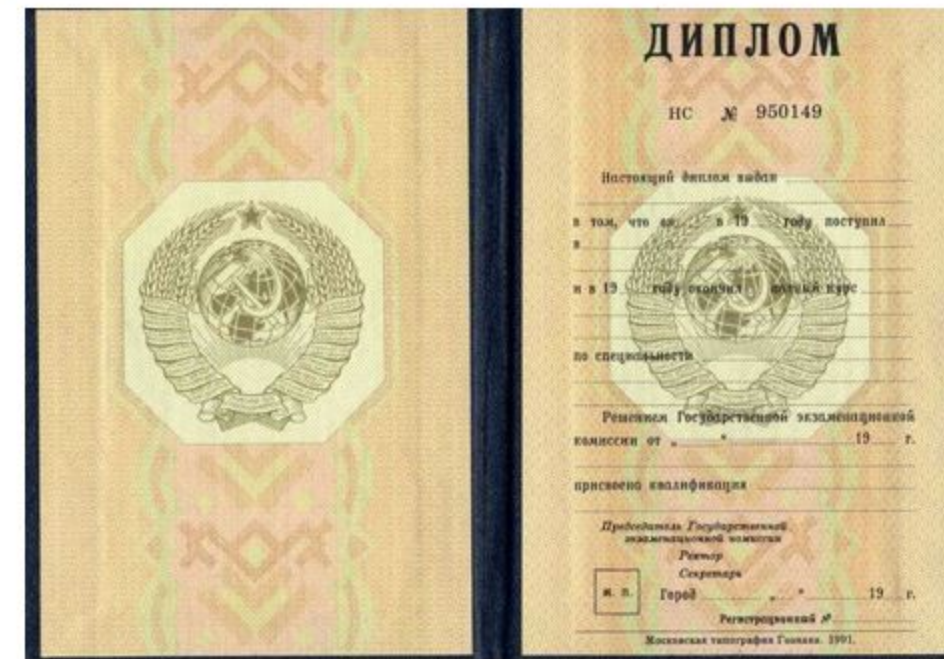 ДИПЛОМ
НС № 950149
Настоящий диплом выдан
в том, что он в 19 году поступил
в
и в 19 году окончил полный курс
по специальности
Решением Государственной экзаменационной
комиссии от „ “ 19 г.
присвоена квалификация
Председатель Государственной
экзаменационной комиссии
Ректор
Секретарь
М. П. Город „ “ 19 г.
Регистрационный №
Московская типография Гознака. 1991.